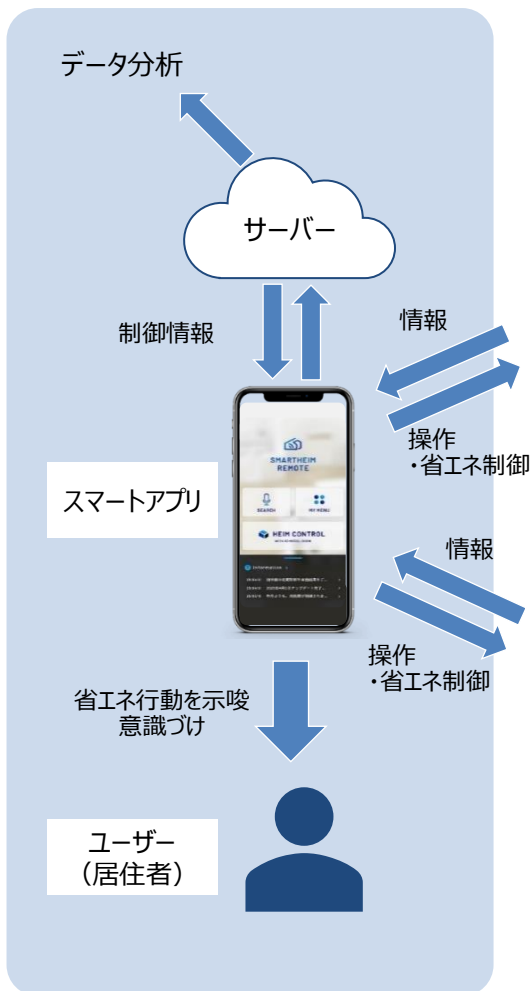 データ分析
サーバー
制御情報
情報
操作
・省エネ制御
スマートアプリ
SMARTHEIM
REMOTE
SEARCH
MY MENU
HEIM CONTROL
Information
情報
操作
・省エネ制御
省エネ行動を示唆
意識づけ
ユーザー
（居住者）